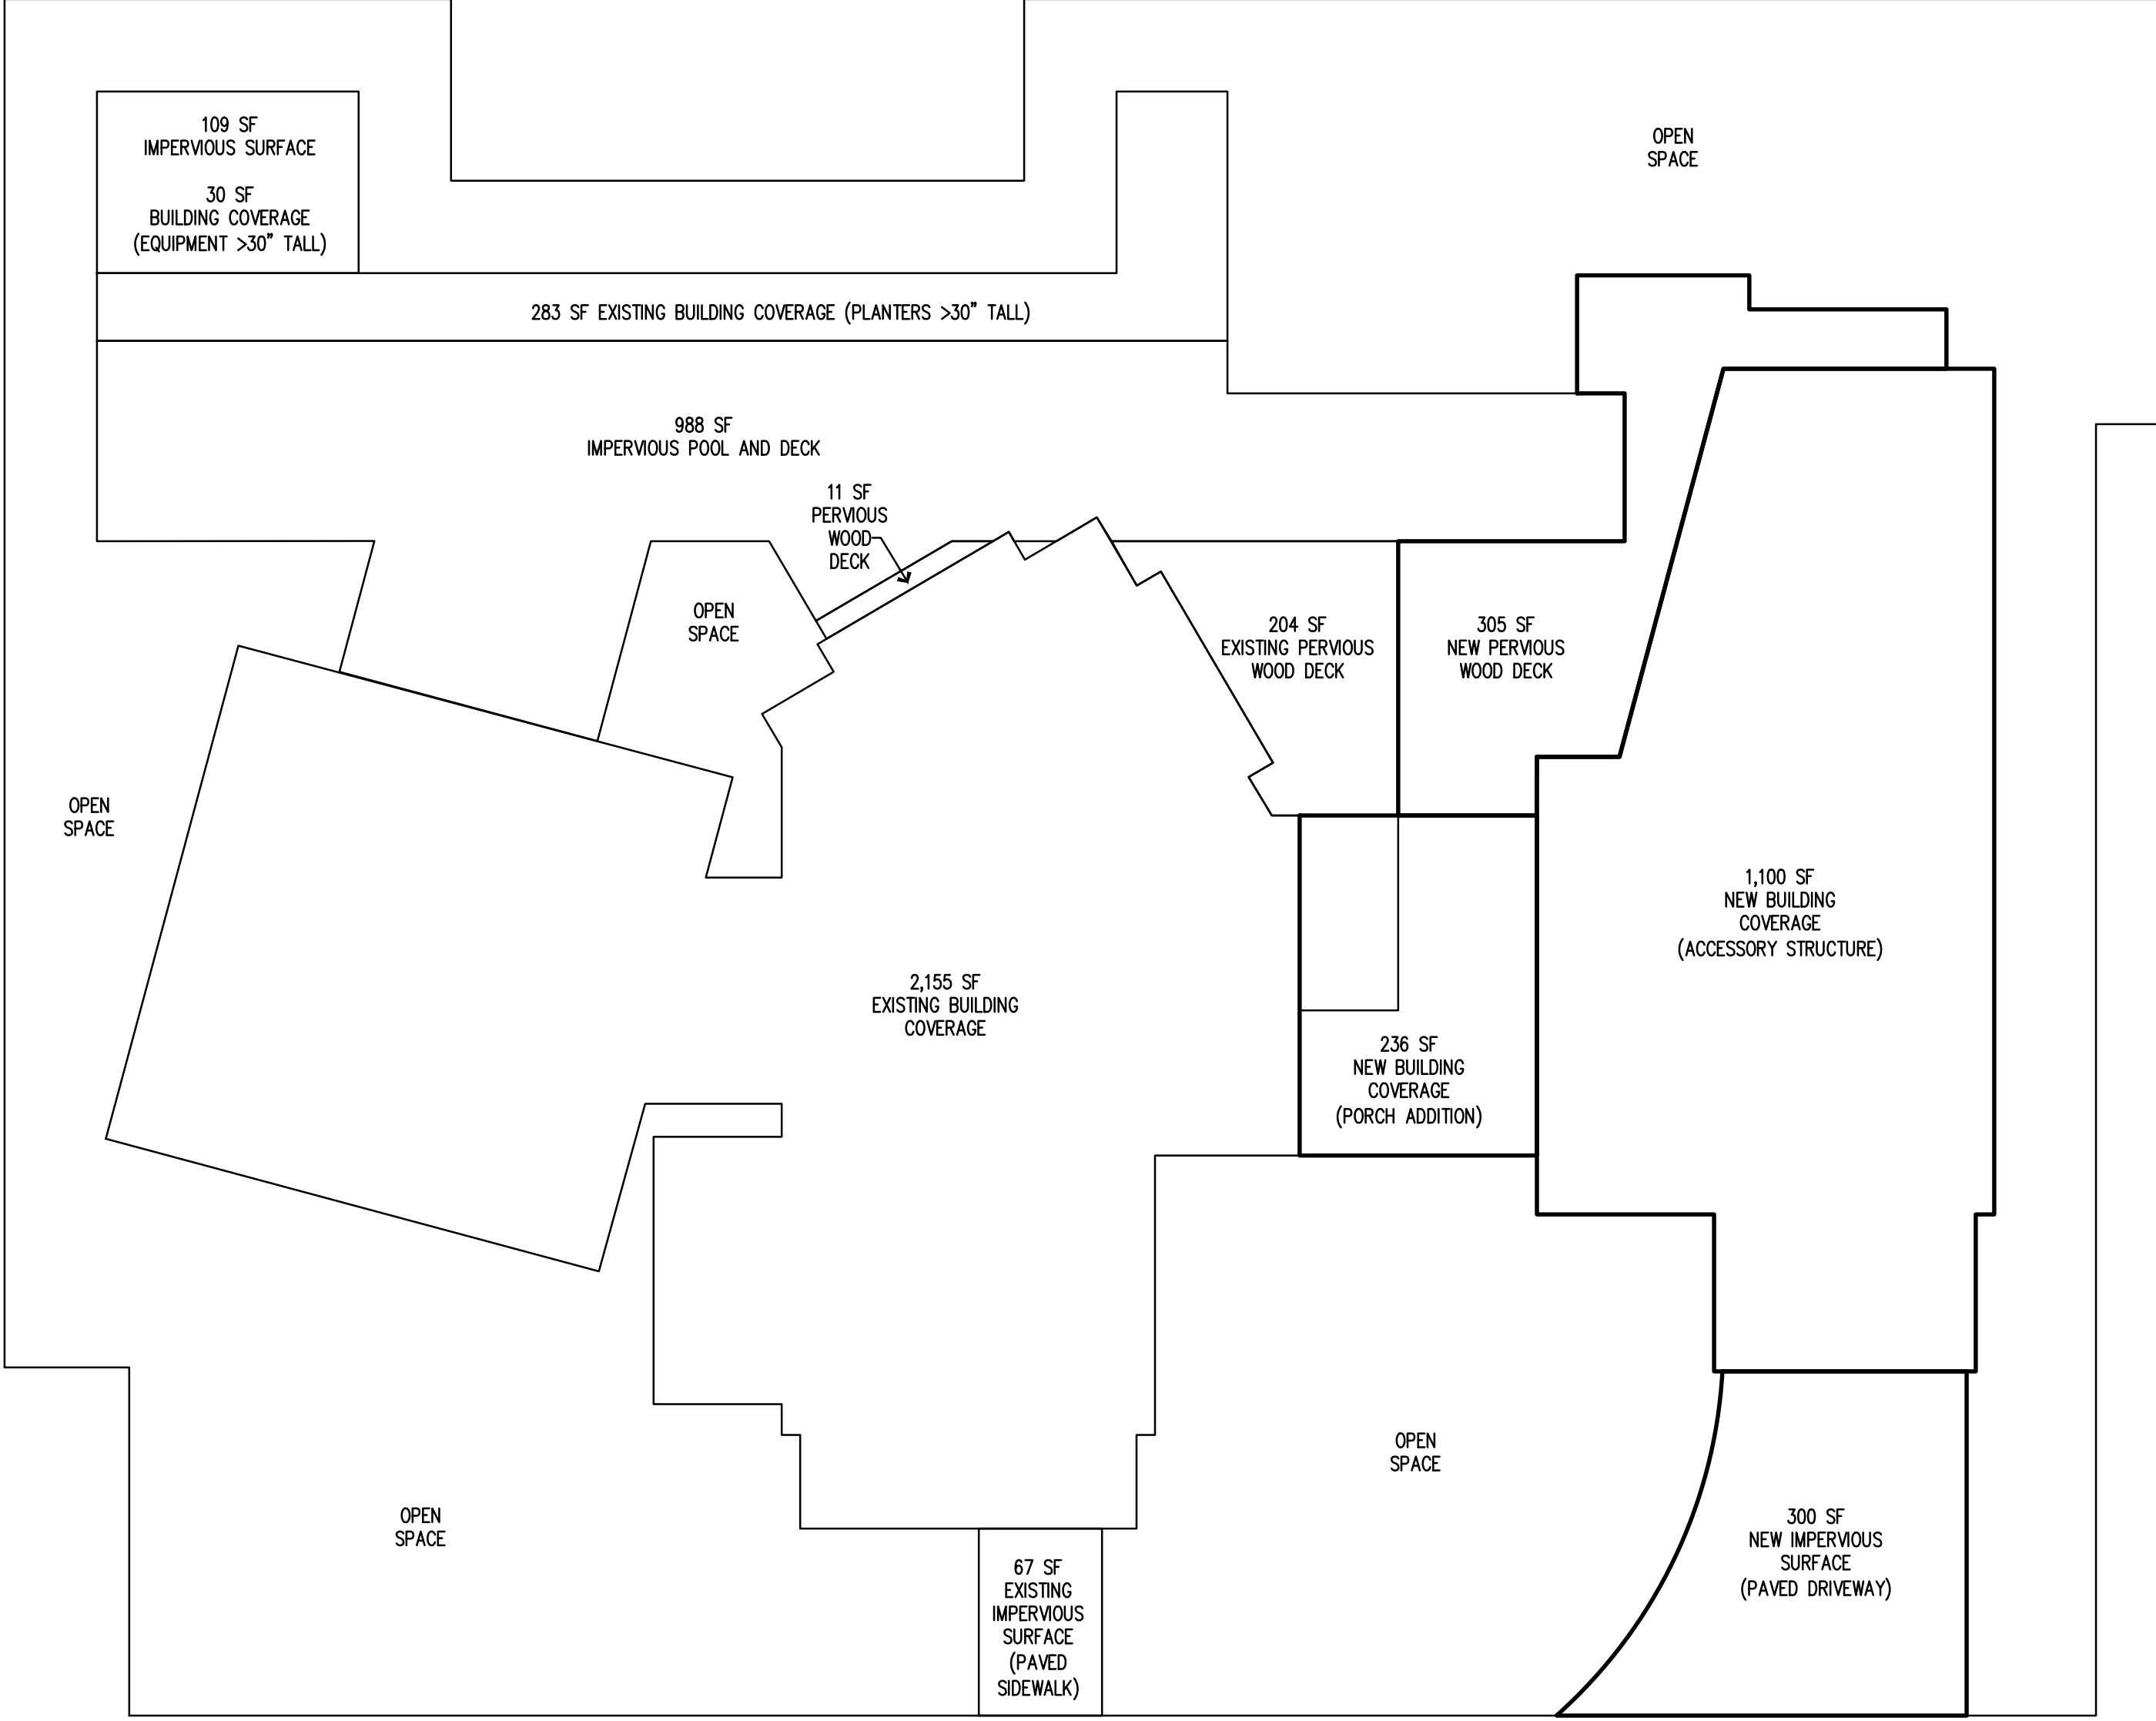 109 SF
IMPERVIOUS SURFACE
30 SF
BUILDING COVERAGE
(EQUIPMENT >30" TALL)
OPEN
SPACE
283 SF EXISTING BUILDING COVERAGE (PLANTERS >30" TALL)
988 SF
IMPERVIOUS POOL AND DECK
11 SF
PERVIOUS
WOOD
DECK
OPEN
SPACE
204 SF
EXISTING PERVIOUS
WOOD DECK
305 SF
NEW PERVIOUS
WOOD DECK
OPEN
SPACE
1,100 SF
NEW BUILDING
COVERAGE
(ACCESSORY STRUCTURE)
2,155 SF
EXISTING BUILDING
COVERAGE
236 SF
NEW BUILDING
COVERAGE
(PORCH ADDITION)
OPEN
SPACE
OPEN
SPACE
300 SF
NEW IMPERVIOUS
SURFACE
(PAVED DRIVEWAY)
67 SF
EXISTING
IMPERVIOUS
SURFACE
(PAVED
SIDEWALK)